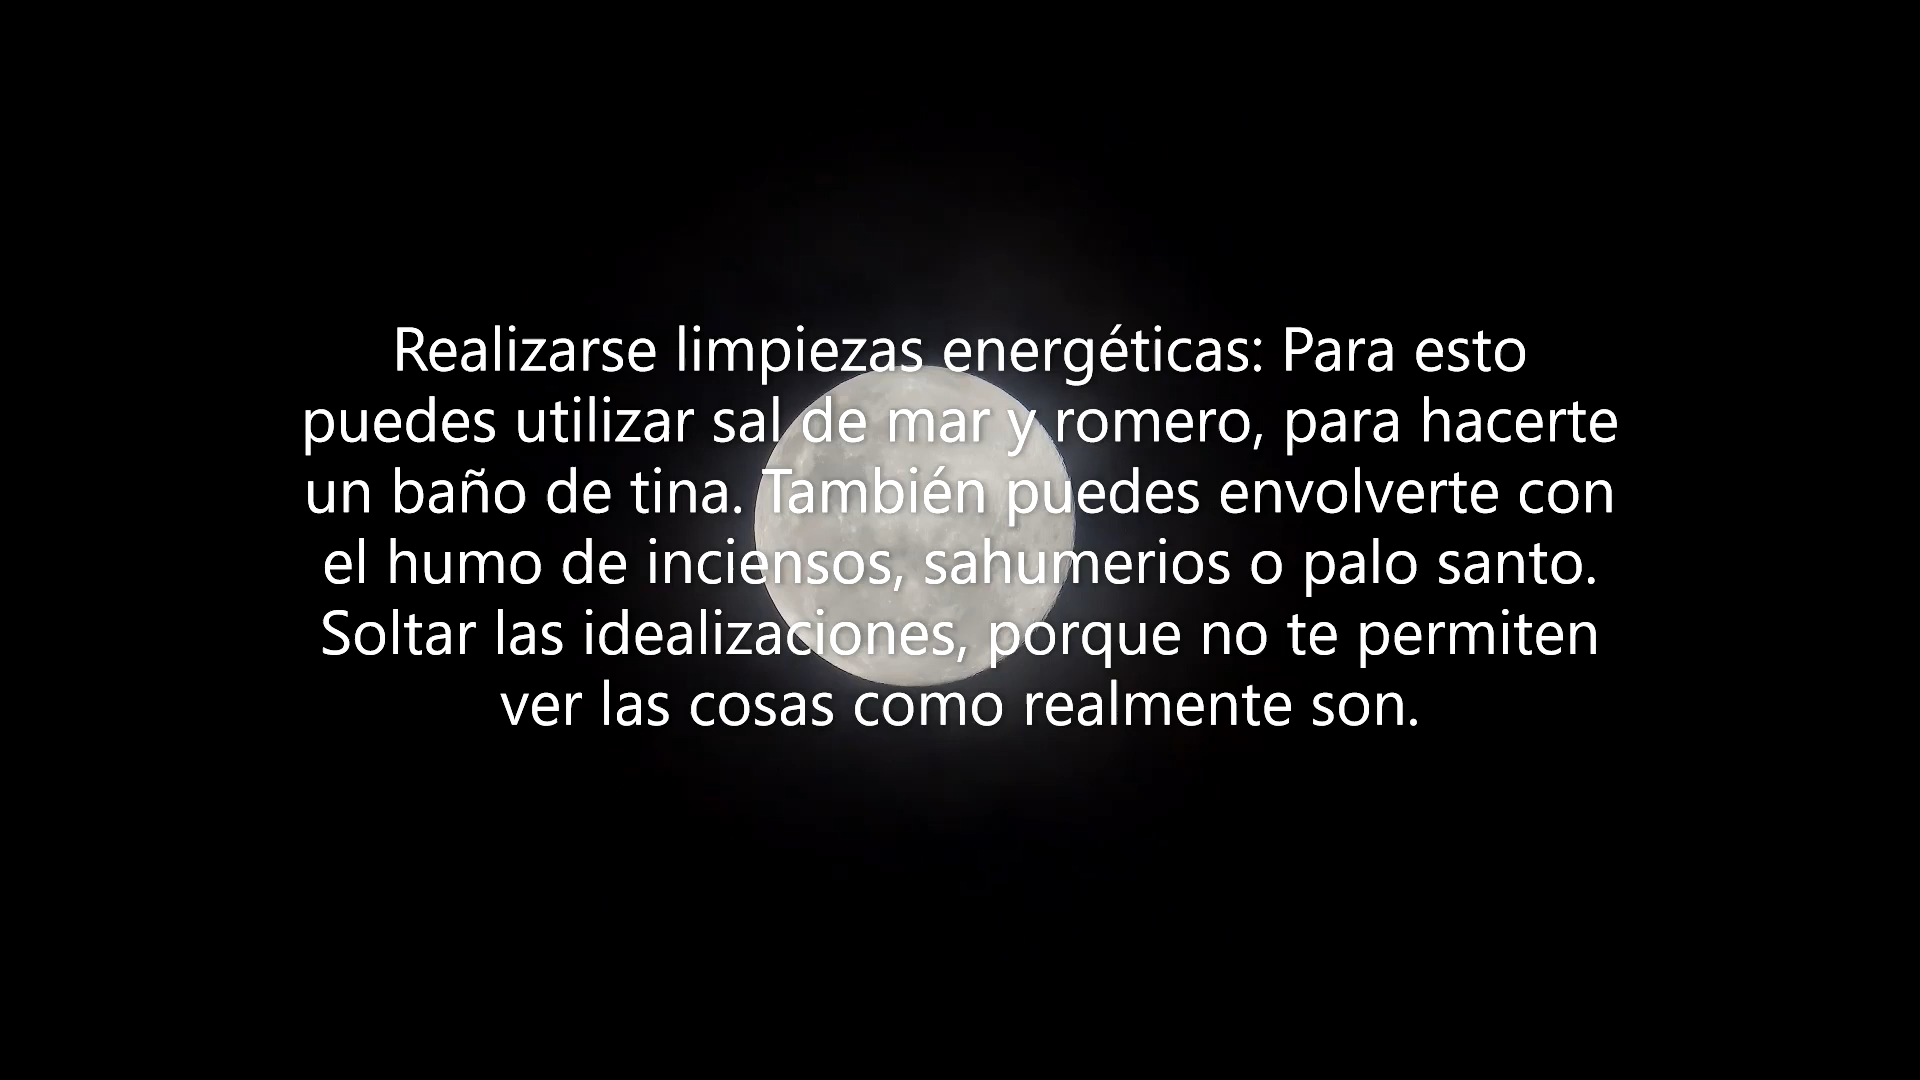 Realizarse limpiezas energéticas: Para esto
puedes utilizar sal de mar y romero, para hacerte
un baño de tina. También puedes envolverte con
el humo de inciensos, sahumerios o palo santo.
Soltar las idealizaciones, porque no te permiten
ver las cosas como realmente son.